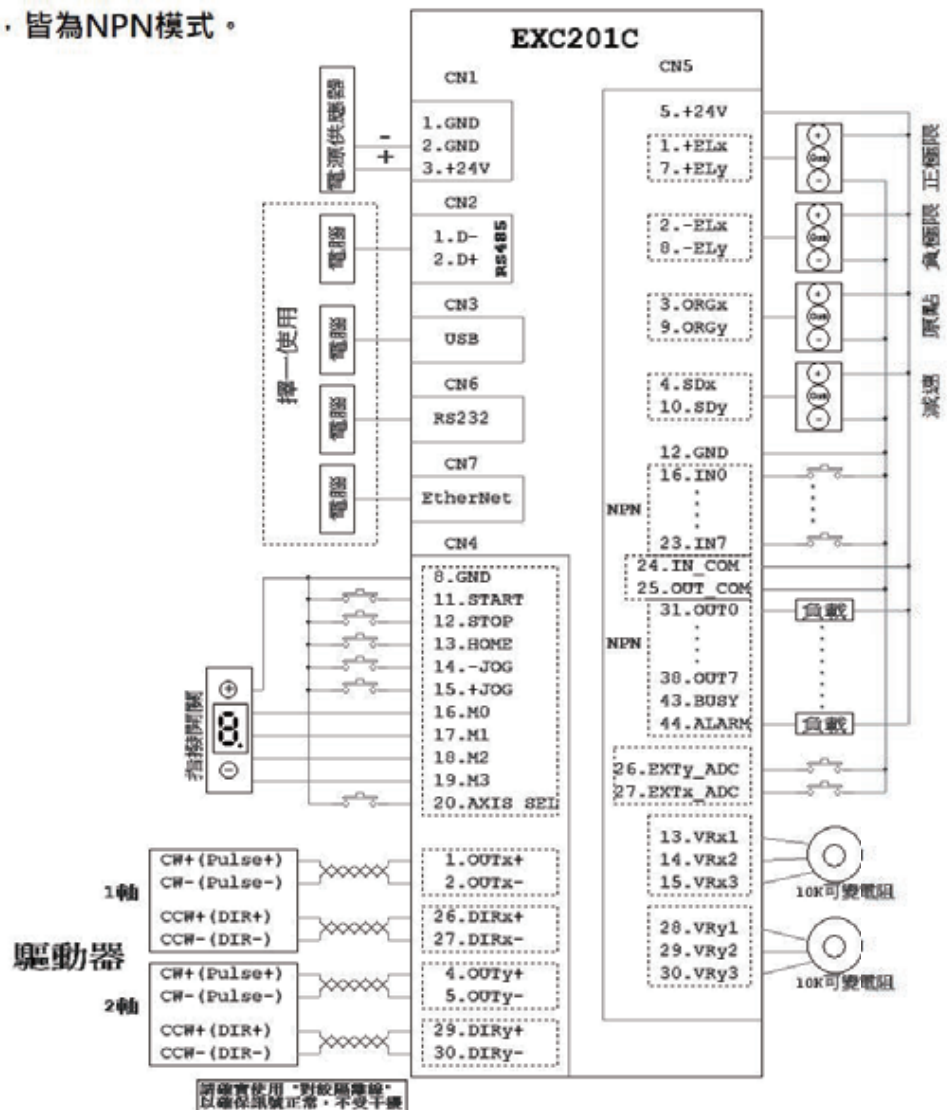 ，皆為NPN模式。
EXC201C
CN1
電源供應器
-
+
1.GND
2.GND
3.+24V
擇一使用
CN2
電腦
1.D-
2.D+
RS485
CN3
電腦
USB
CN6
電腦
RS232
CN7
電腦
EtherNet
CN4
8.GND
11.START
12.STOP
13.HOME
14.-JOG
15.+JOG
16.M0
17.M1
18.M2
19.M3
20.AXIS SEL
指撥開關
+
8.
-
驅動器
1軸
CW+(Pulse+)
CW-(Pulse-)
CCW+(DIR+)
CCW-(DIR-)
1.OUTx+
2.OUTx-
26.DIRx+
27.DIRx-
2軸
CW+(Pulse+)
CW-(Pulse-)
CCW+(DIR+)
CCW-(DIR-)
4.OUTy+
5.OUTy-
29.DIRy+
30.DIRy-
請確實使用 "對絞隔離線"
以確保訊號正常，不受干擾
CN5
5.+24V
1.+ELx
7.+ELy
+
Out
-
正極限
2.-ELx
8.-ELy
+
Out
-
負極限
3.ORGx
9.ORGy
+
Out
-
原點
4.SDx
10.SDy
+
Out
-
減速
12.GND
NPN
16.IN0
23.IN7
24.IN_COM
25.OUT_COM
NPN
31.OUT0
負載
38.OUT7
43.BUSY
44.ALARM
負載
26.EXTy_ADC
27.EXTx_ADC
13.VRx1
14.VRx2
15.VRx3
10K可變電阻
28.VRy1
29.VRy2
30.VRy3
10K可變電阻